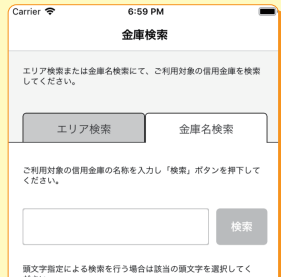 Carrier 6:59 PM
金庫検索
エリア検索または金庫名検索にて、ご利用対象の信用金庫を検索
してください。
エリア検索 金庫名検索
ご利用対象の信用金庫の名称を入力し「検索」ボタンを押下して
ください。
検索
頭文字指定による検索を行う場合は該当の頭文字を選択してく
ださい。